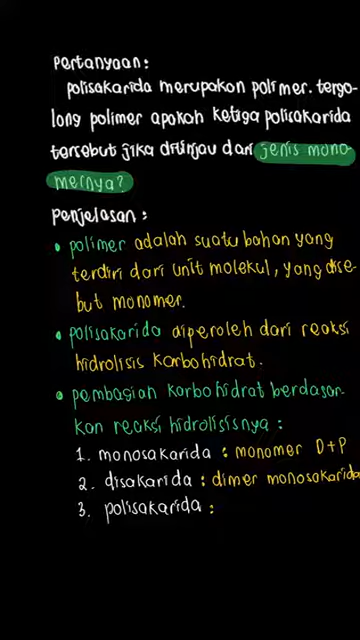 Pertanyaan :
polisakarida merupakan polimer. tergo-
long polimer apakah ketiga polisakarida
tersebut jika ditinjau dari jenis mono-
mernya?
Penjelasan :
• polimer adalah suatu bahan yang
terdiri dari unit molekul, yang dise-
but monomer.
• polisakarida diperoleh dari reaksi
hidrolisis karbohidrat.
• pembagian karbohidrat berdasar-
kan reaksi hidrolisisnya :
1. monosakarida : monomer D+P
2. disakarida : dimer monosakarida
3. polisakarida :